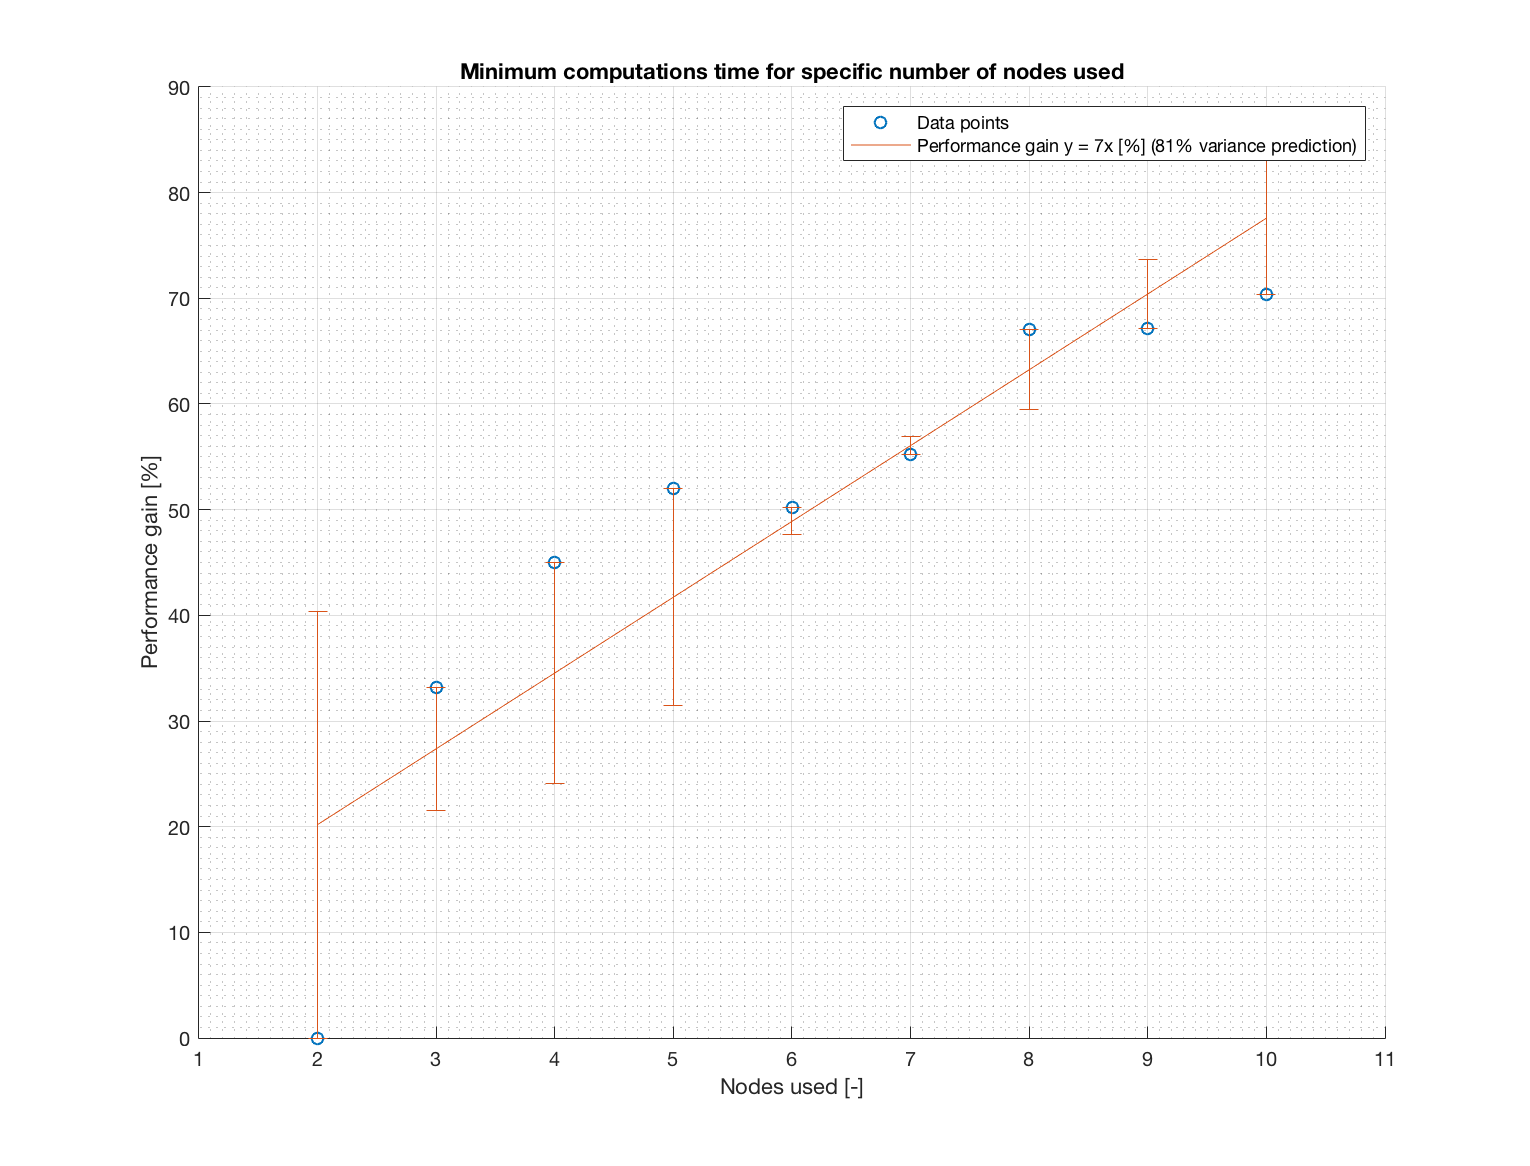 Minimum computations time for specific number of nodes used
90
80
70
60
50
40
30
20
10
0
Performance gain [%]
Data points
Performance gain y = 7x [%] (81% variance prediction)
1 2 3 4 5 6 7 8 9 10 11
Nodes used [-]